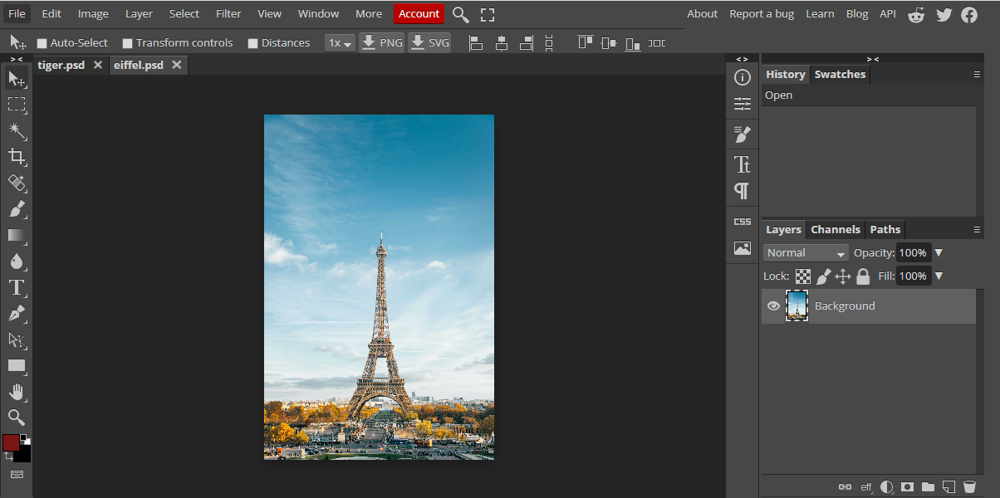 File Edit Image Layer Select Filter View Window More Account About Report a bug Learn Blog API
Auto-Select Transform controls Distances 1x PNG SVG
> < < > > <
tiger.psd eiffel.psd
History Swatches
Open
Tt
CSS
Layers Channels Paths
Normal Opacity: 100%
Lock: Fill: 100%
Background
T
eff